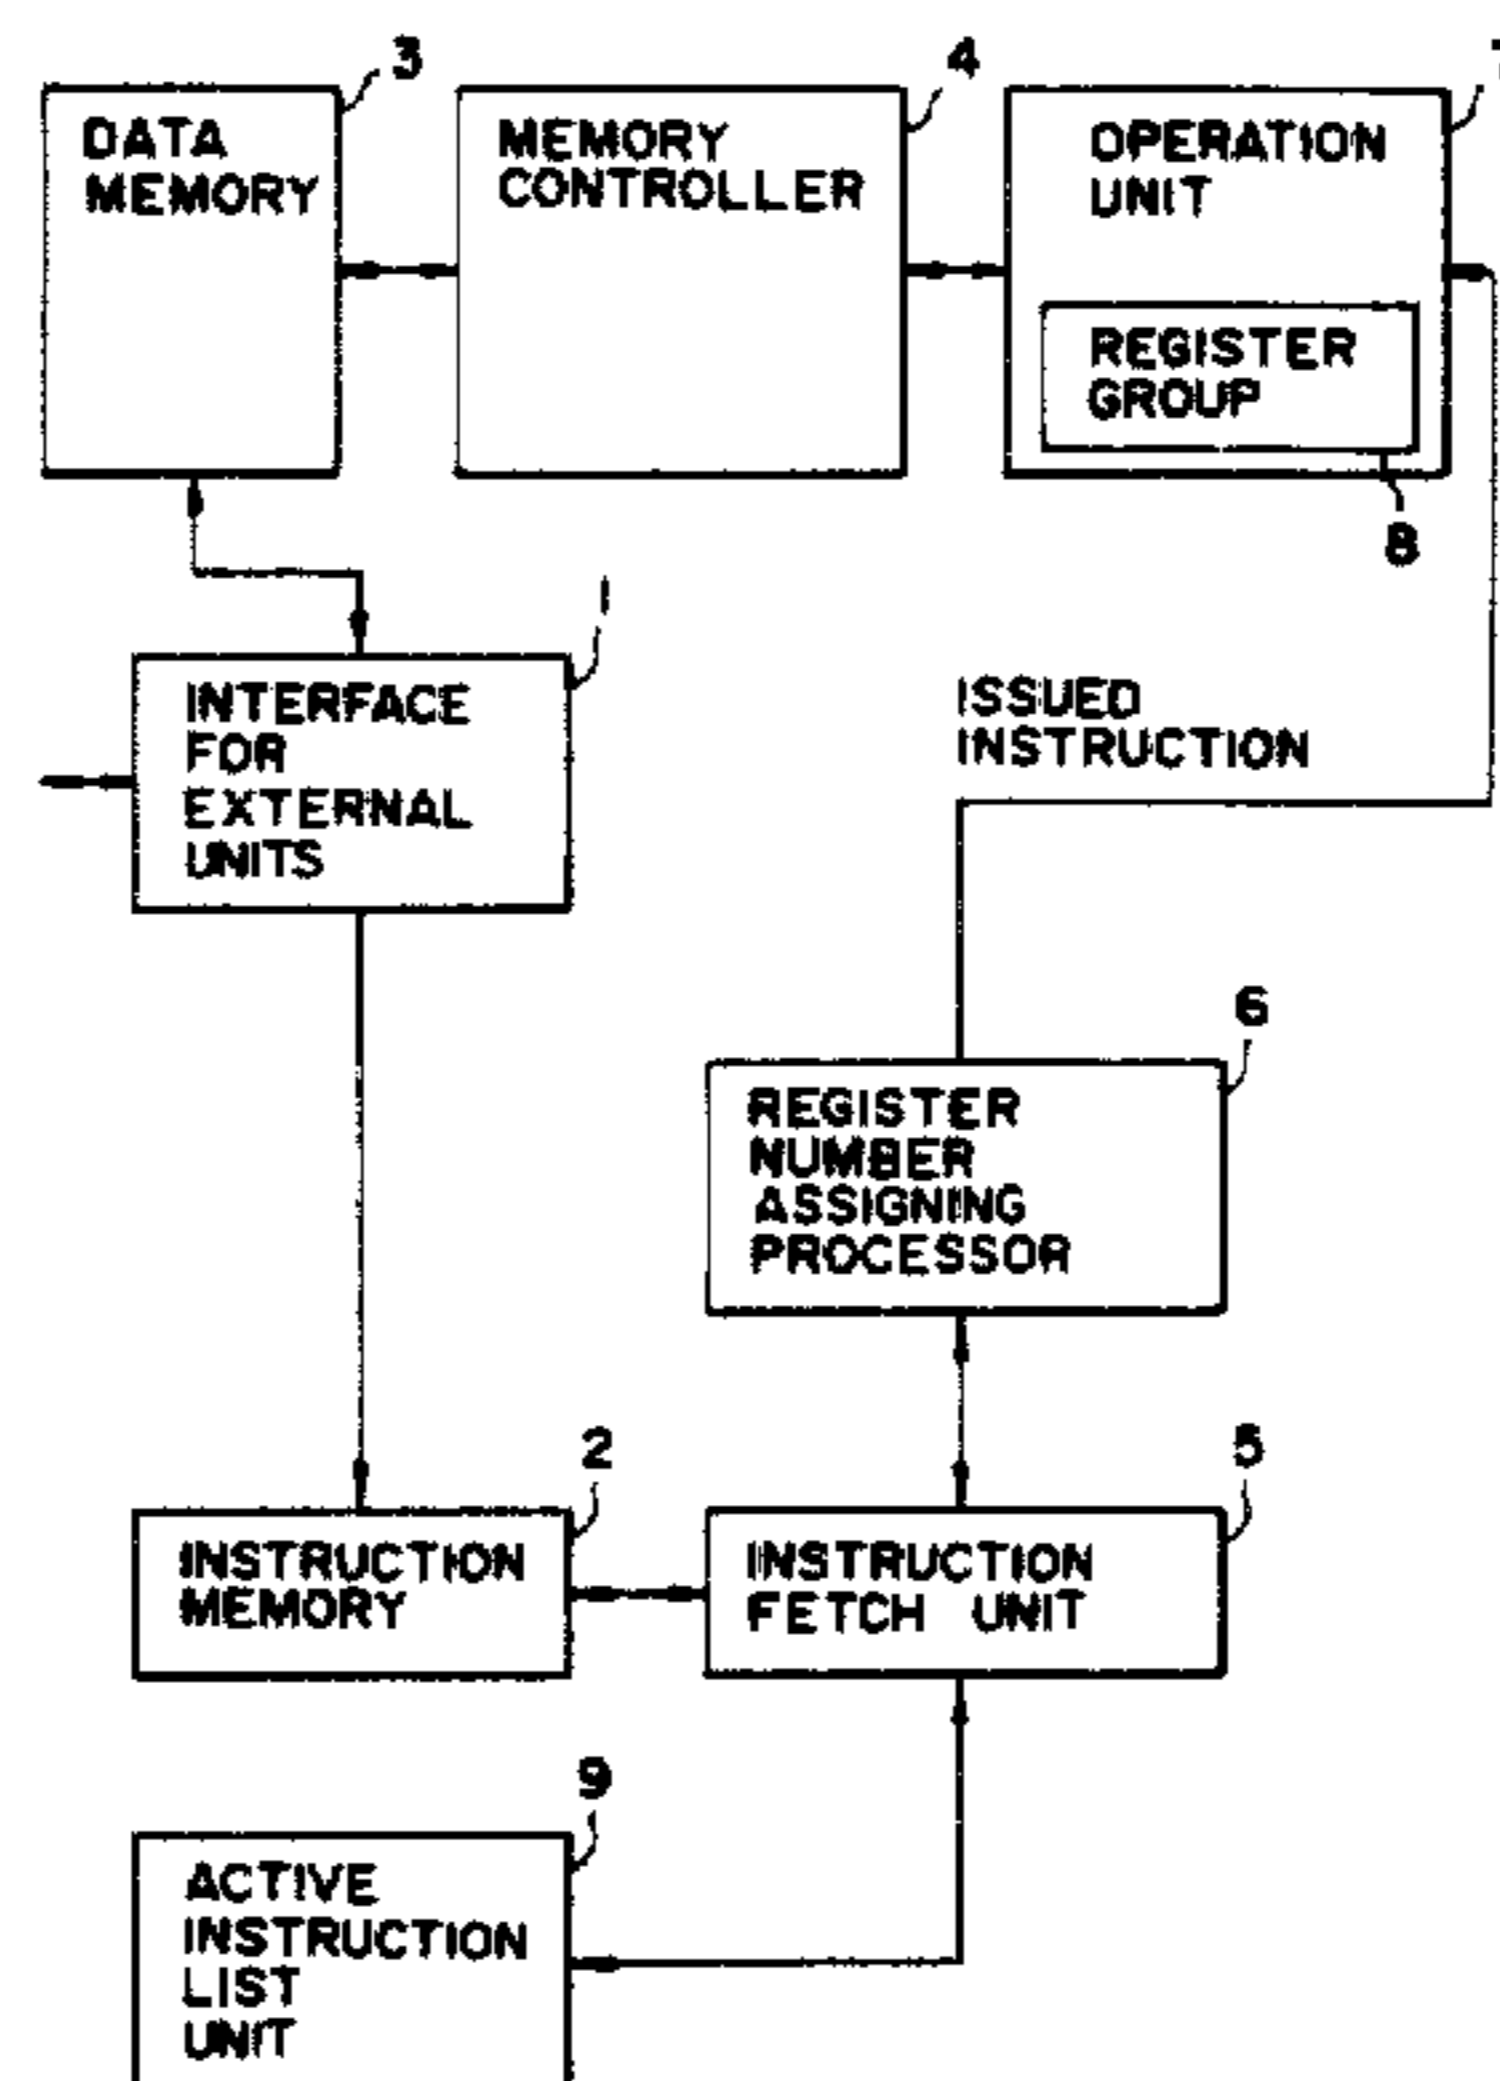 3
4
7
DATA
MEMORY
MEMORY
CONTROLLER
OPERATION
UNIT
REGISTER
GROUP
8
1
INTERFACE
FOR
EXTERNAL
UNITS
ISSUED
INSTRUCTION
6
REGISTER
NUMBER
ASSIGNING
PROCESSOR
2
5
INSTRUCTION
MEMORY
INSTRUCTION
FETCH UNIT
9
ACTIVE
INSTRUCTION
LIST
UNIT